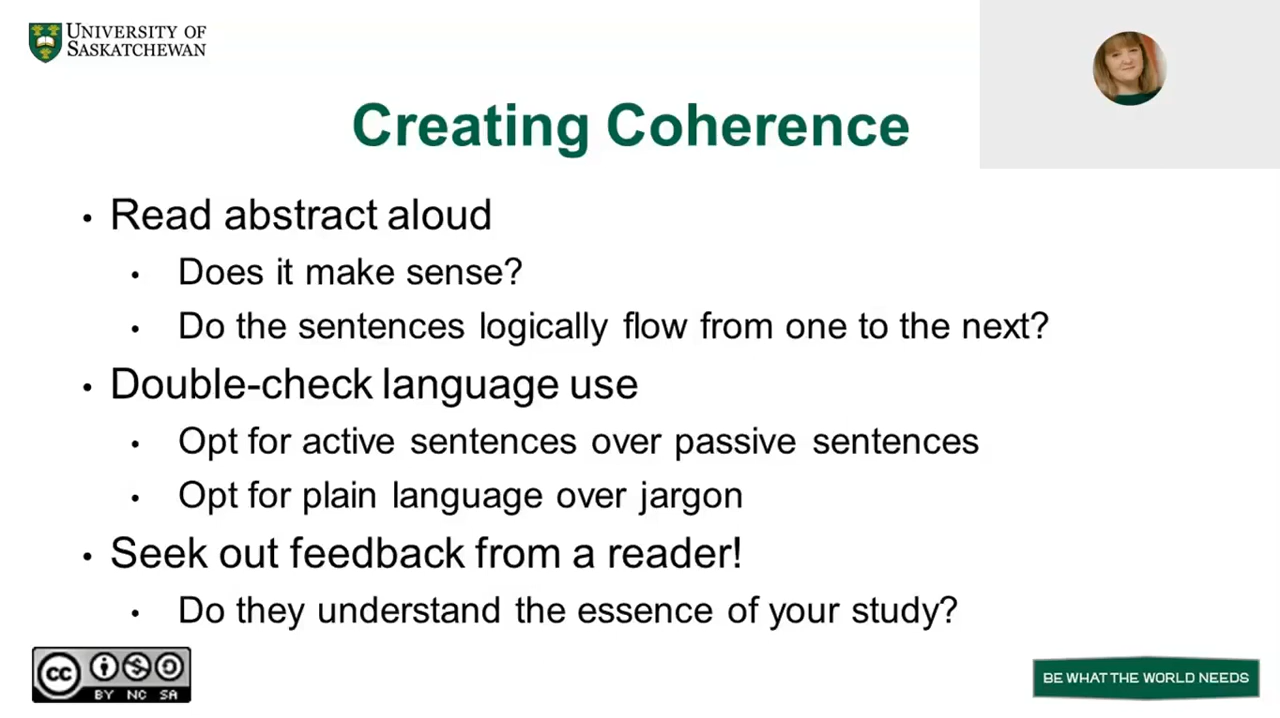 UNIVERSITY OF
SASKATCHEWAN
Creating Coherence
• Read abstract aloud
• Does it make sense?
• Do the sentences logically flow from one to the next?
• Double-check language use
• Opt for active sentences over passive sentences
• Opt for plain language over jargon
• Seek out feedback from a reader!
• Do they understand the essence of your study?
cc
BY NC SA
BE WHAT THE WORLD NEEDS